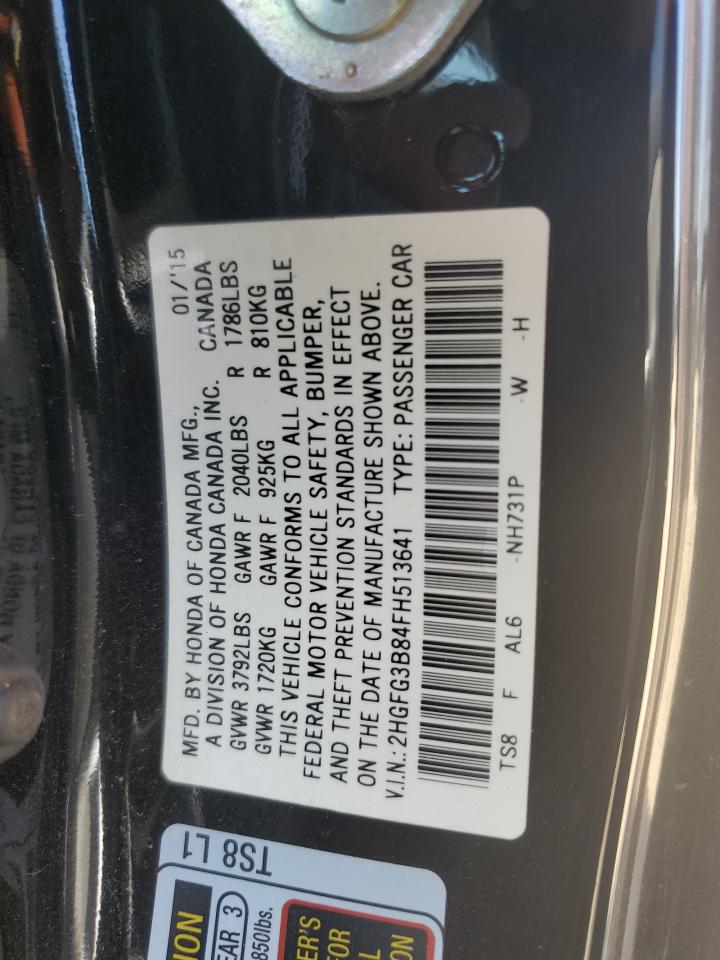 01/'15
MFD. BY HONDA OF CANADA MFG.,
A DIVISION OF HONDA CANADA INC. CANADA
GVWR 3792LBS GAWR F 2040LBS R 1786LBS
GVWR 1720KG GAWR F 925KG R 810KG
THIS VEHICLE CONFORMS TO ALL APPLICABLE
FEDERAL MOTOR VEHICLE SAFETY, BUMPER,
AND THEFT PREVENTION STANDARDS IN EFFECT
ON THE DATE OF MANUFACTURE SHOWN ABOVE.
V.I.N.: 2HGFG3B84FH513641 TYPE: PASSENGER CAR
TS8 F AL6 -NH731P -W -H
TS8 L1
3
850lbs.